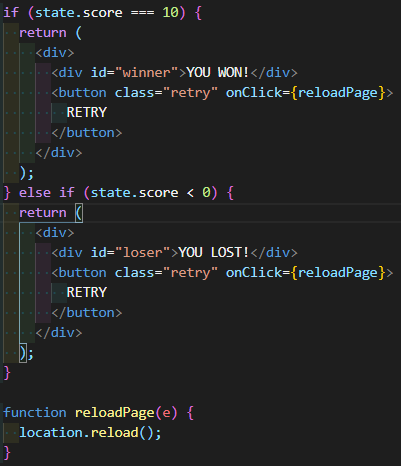 if (state.score === 10) {
  return (
    <div>
      <div id="winner">YOU WON!</div>
      <button class="retry" onClick={reloadPage}>
        RETRY
      </button>
    </div>
  );
} else if (state.score < 0) {
  return (
    <div>
      <div id="loser">YOU LOST!</div>
      <button class="retry" onClick={reloadPage}>
        RETRY
      </button>
    </div>
  );
}

function reloadPage(e) {
  location.reload();
}